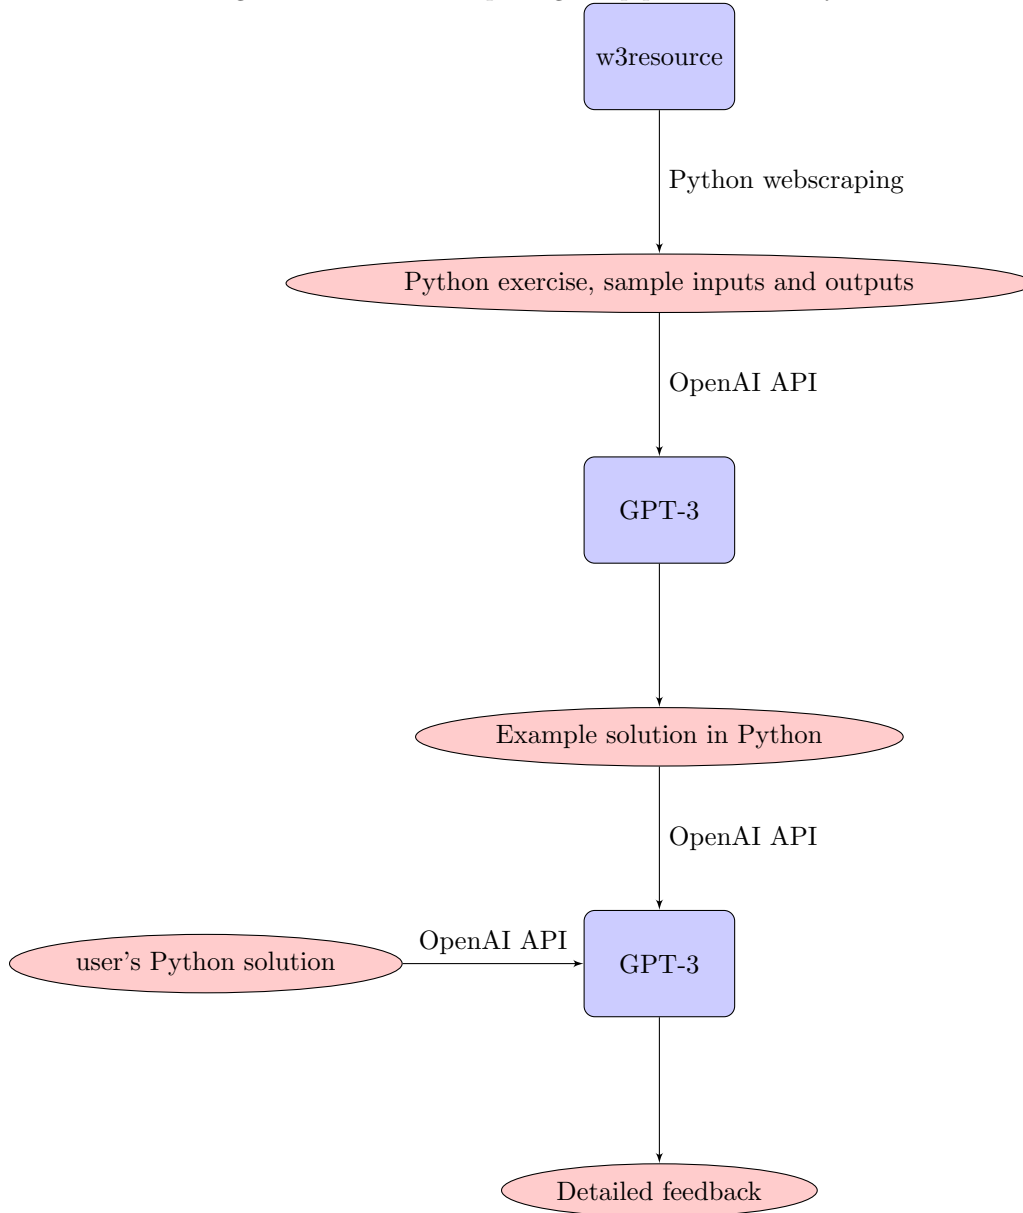 w3resource
Python webscraping
Python exercise, sample inputs and outputs
OpenAI API
GPT-3
Example solution in Python
OpenAI API
OpenAI API
user's Python solution
GPT-3
Detailed feedback